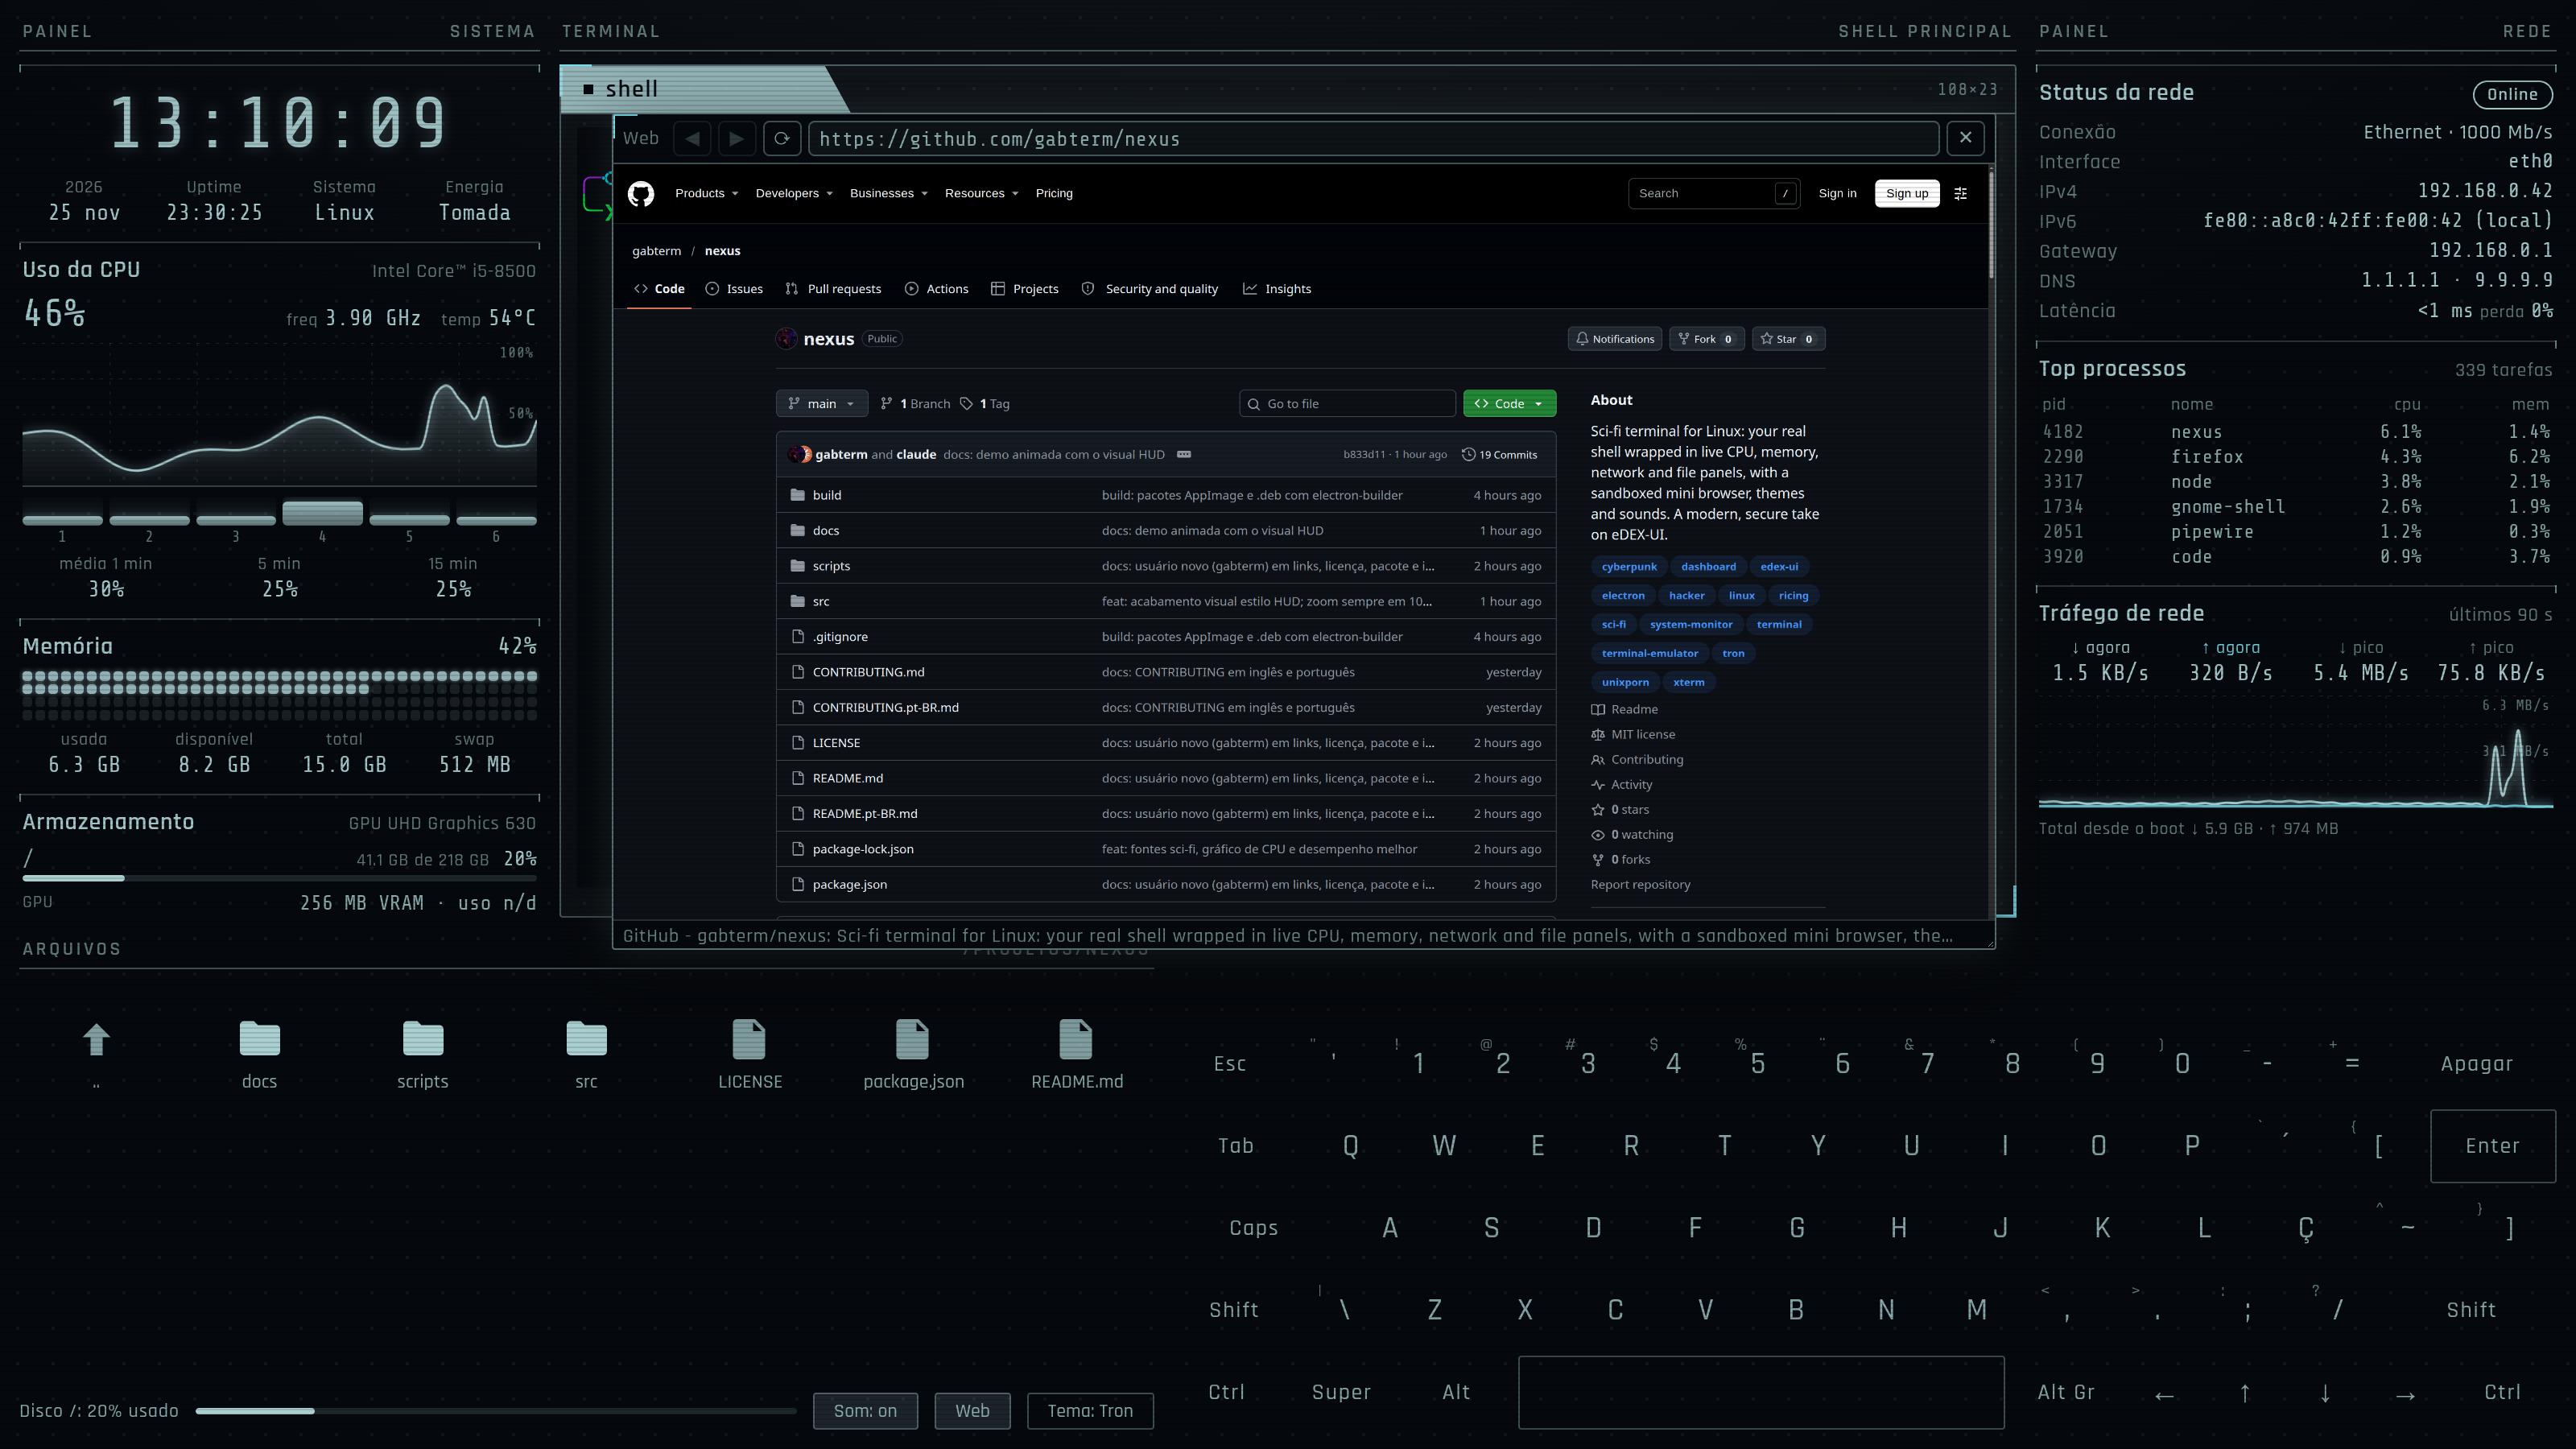 PAINEL SISTEMA
13:10:09
2026 Uptime Sistema Energia
25 nov 23:30:25 Linux Tomada
Uso da CPU Intel Core™ i5-8500
46% freq 3.90 GHz temp 54°C
100%
50%
1 2 3 4 5 6
média 1 min 5 min 15 min
30% 25% 25%
Memória 42%
usada disponível total swap
6.3 GB 8.2 GB 15.0 GB 512 MB
Armazenamento GPU UHD Graphics 630
/ 41.1 GB de 218 GB 20%
GPU 256 MB VRAM · uso n/d
TERMINAL SHELL PRINCIPAL
shell 108×23
Web https://github.com/gabterm/nexus
Products Developers Businesses Resources Pricing Search / Sign in Sign up
gabterm / nexus
Code Issues Pull requests Actions Projects Security and quality Insights
nexus Public Notifications Fork 0 Star 0
main 1 Branch 1 Tag Go to file Code
gabterm and claude docs: demo animada com o visual HUD b833d11 · 1 hour ago 19 Commits
build build: pacotes AppImage e .deb com electron-builder 4 hours ago
docs docs: demo animada com o visual HUD 1 hour ago
scripts docs: usuário novo (gabterm) em links, licença, pacote e i... 2 hours ago
src feat: acabamento visual estilo HUD; zoom sempre em 10... 1 hour ago
.gitignore build: pacotes AppImage e .deb com electron-builder 4 hours ago
CONTRIBUTING.md docs: CONTRIBUTING em inglês e português yesterday
CONTRIBUTING.pt-BR.md docs: CONTRIBUTING em inglês e português yesterday
LICENSE docs: usuário novo (gabterm) em links, licença, pacote e i... 2 hours ago
README.md docs: usuário novo (gabterm) em links, licença, pacote e i... 2 hours ago
README.pt-BR.md docs: usuário novo (gabterm) em links, licença, pacote e i... 2 hours ago
package-lock.json feat: fontes sci-fi, gráfico de CPU e desempenho melhor 2 hours ago
package.json docs: usuário novo (gabterm) em links, licença, pacote e i... 2 hours ago
About
Sci-fi terminal for Linux: your real
shell wrapped in live CPU, memory,
network and file panels, with a
sandboxed mini browser, themes
and sounds. A modern, secure take
on eDEX-UI.
cyberpunk dashboard edex-ui
electron hacker linux ricing
sci-fi system-monitor terminal
terminal-emulator tron
unixporn xterm
Readme
MIT license
Contributing
Activity
0 stars
0 watching
0 forks
Report repository
GitHub - gabterm/nexus: Sci-fi terminal for Linux: your real shell wrapped in live CPU, memory, network and file panels, with a sandboxed mini browser, the...
PAINEL REDE
Status da rede Online
Conexão Ethernet · 1000 Mb/s
Interface eth0
IPv4 192.168.0.42
IPv6 fe80::a8c0:42ff:fe00:42 (local)
Gateway 192.168.0.1
DNS 1.1.1.1 · 9.9.9.9
Latência <1 ms perda 0%
Top processos 339 tarefas
pid nome cpu mem
4182 nexus 6.1% 1.4%
2290 firefox 4.3% 6.2%
3317 node 3.8% 2.1%
1734 gnome-shell 2.6% 1.9%
2051 pipewire 1.2% 0.3%
3920 code 0.9% 3.7%
Tráfego de rede últimos 90 s
↓ agora ↑ agora ↓ pico ↑ pico
1.5 KB/s 320 B/s 5.4 MB/s 75.8 KB/s
6.3 MB/s
Total desde o boot ↓ 5.9 GB · ↑ 974 MB
ARQUIVOS
.. docs scripts src LICENSE package.json README.md
Disco /: 20% usado Som: on Web Tema: Tron
Esc " ' ! 1 @ 2 # 3 $ 4 % 5 ¨ 6 & 7 * 8 ( 9 ) 0 _ - + = Apagar
Tab Q W E R T Y U I O P ` ´ { [ Enter
Caps A S D F G H J K L Ç ^ ~ } ]
Shift | \ Z X C V B N M < , > . : ; ? / Shift
Ctrl Super Alt Alt Gr ← ↑ ↓ → Ctrl